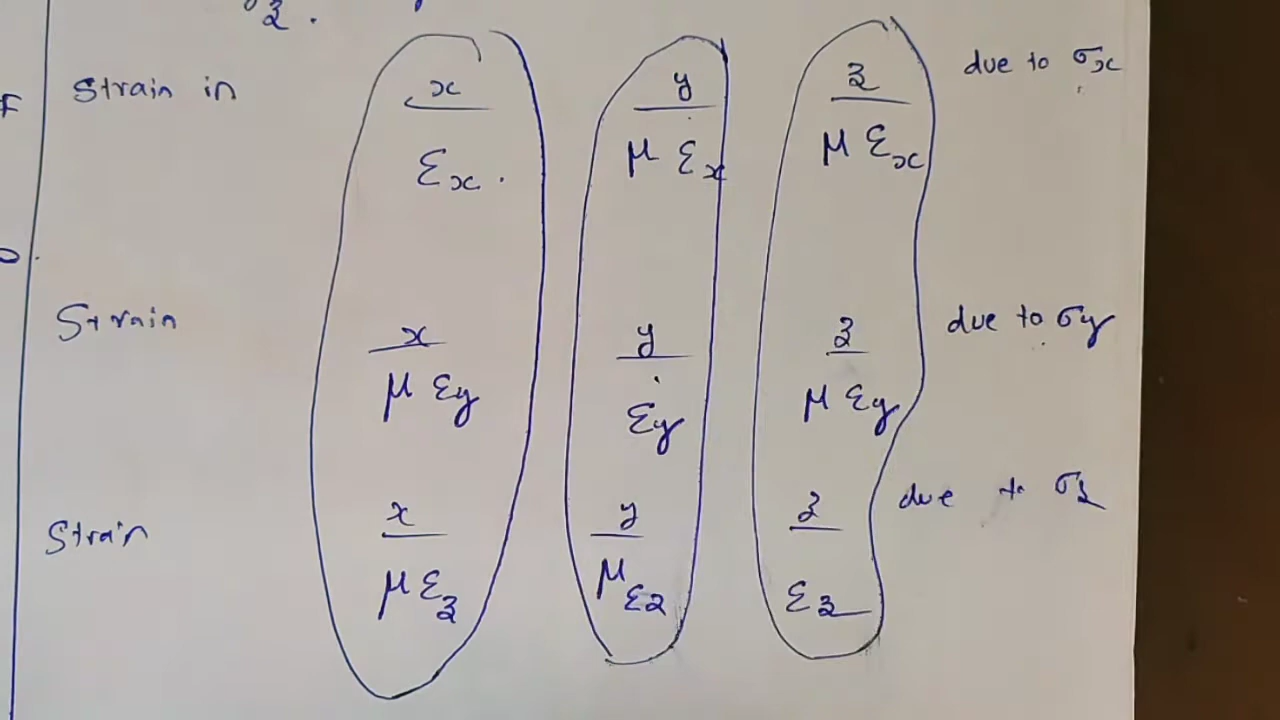 z .
Strain in x y z due to σx
εx . μ εx μ εx
Strain x y z due to σy
μ εy εy μ εy
Strain x y z due to σz
μ εz μ εz εz